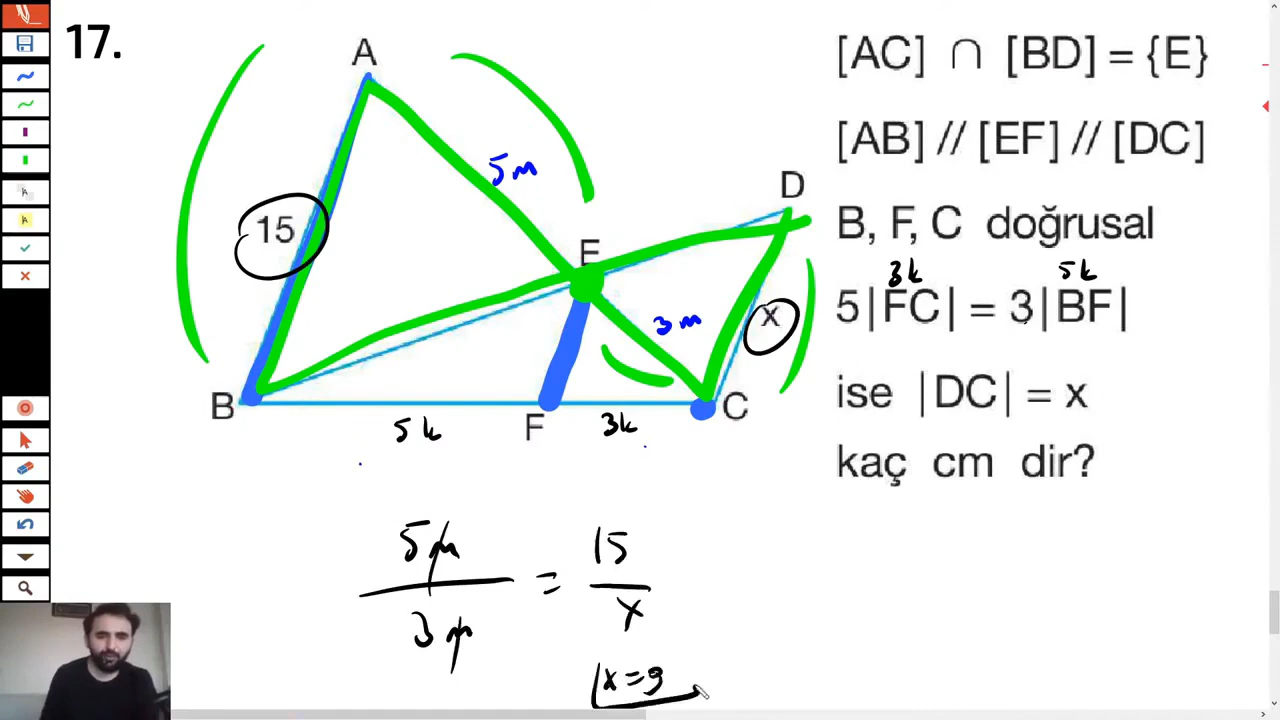 17.
A
[AC] ∩ [BD] = {E}
[AB] // [EF] // [DC]
5m
D
15
B, F, C doğrusal
E
3k 5k
5|FC| = 3|BF|
3m
x
ise |DC| = x
B
F
C
5k
3k
kaç cm dir?
5m 15
= 
3m x
x=9